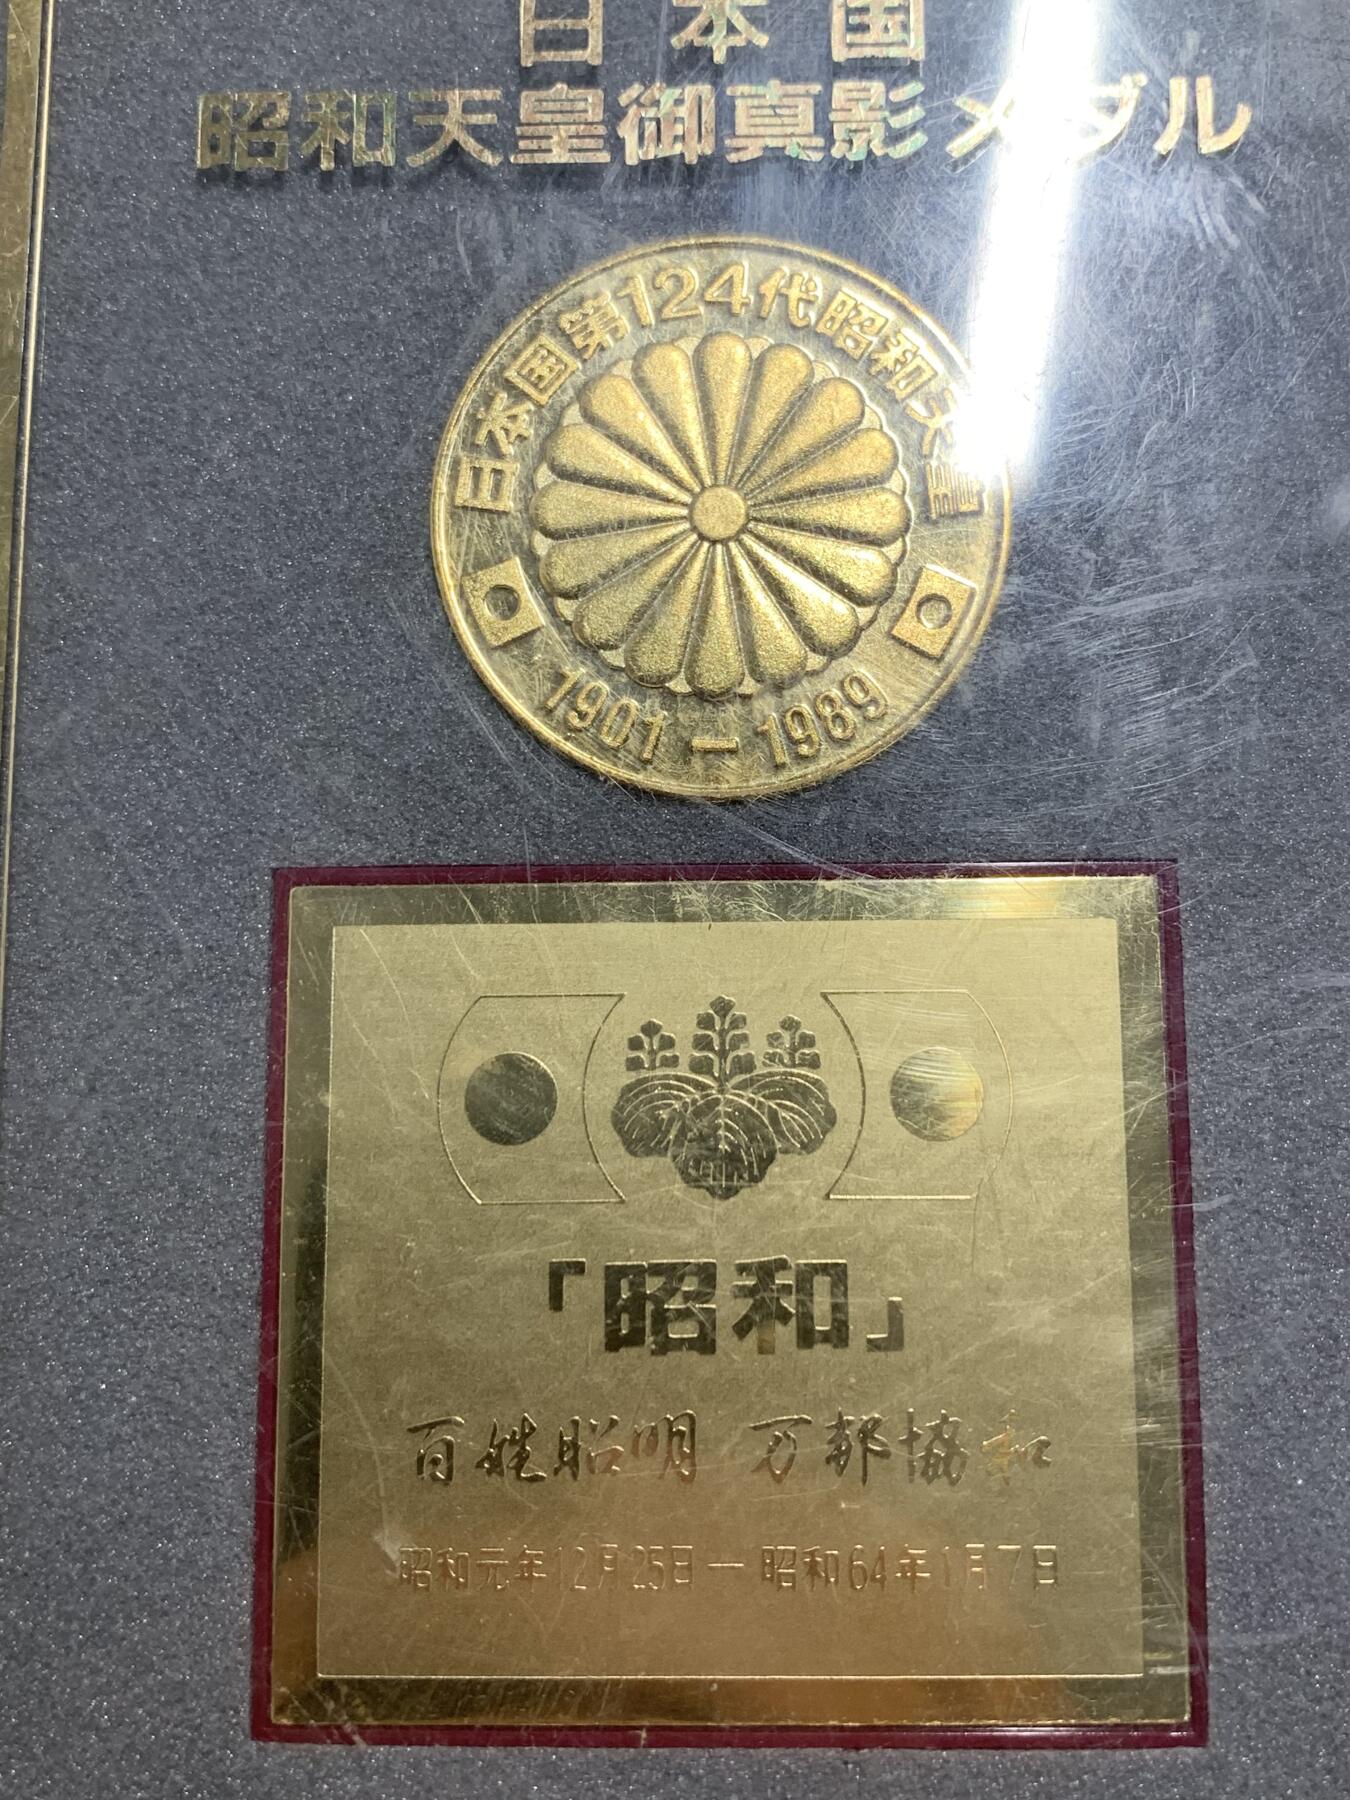 日本国
昭和天皇御真影メダル
日本国第124代昭和天皇
1901－1989
「昭和」
百姓昭明 万邦協和
昭和元年12月25日－昭和64年1月7日